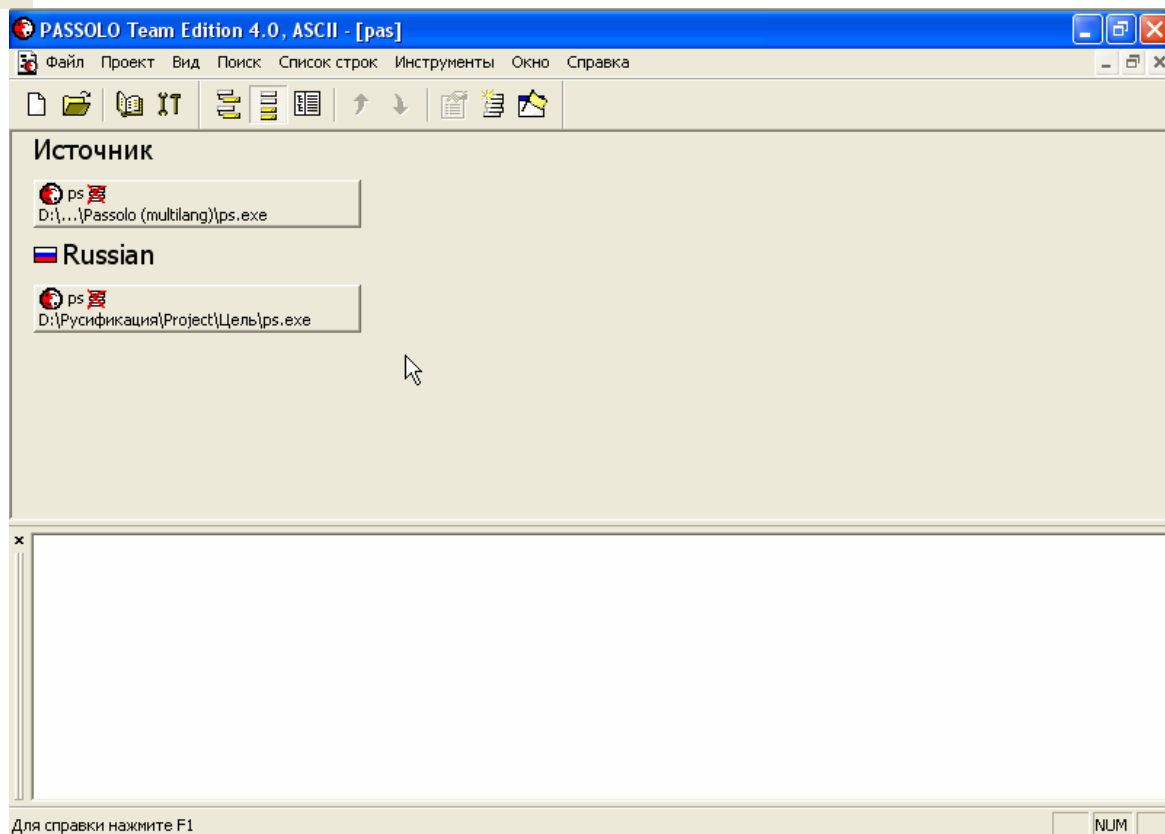 PASSOLO Team Edition 4.0, ASCII - [pas]
Файл Проект Вид Поиск Список строк Инструменты Окно Справка
Источник
ps
D:\...\Passolo (multilang)\ps.exe
Russian
ps
D:\Русификация\Project\Цель\ps.exe
Для справки нажмите F1
NUM